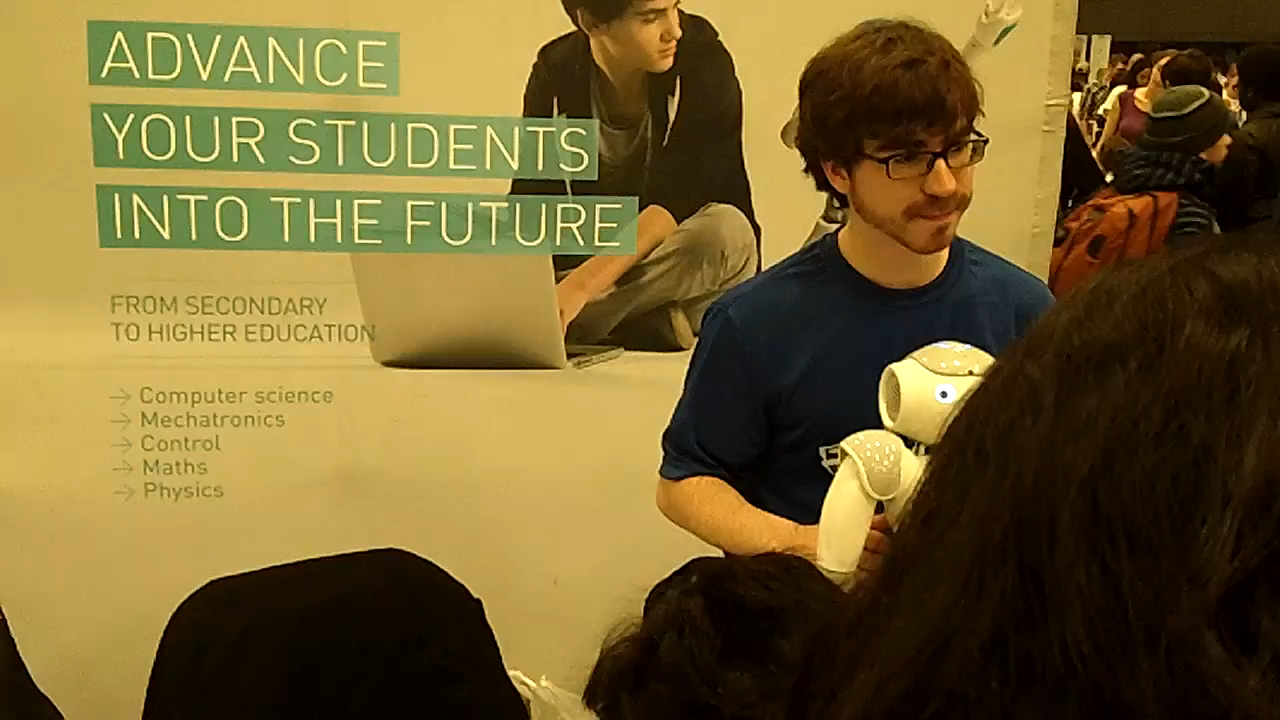 ADVANCE
YOUR STUDENTS
INTO THE FUTURE
FROM SECONDARY
TO HIGHER EDUCATION
→ Computer science
→ Mechatronics
→ Control
→ Maths
→ Physics